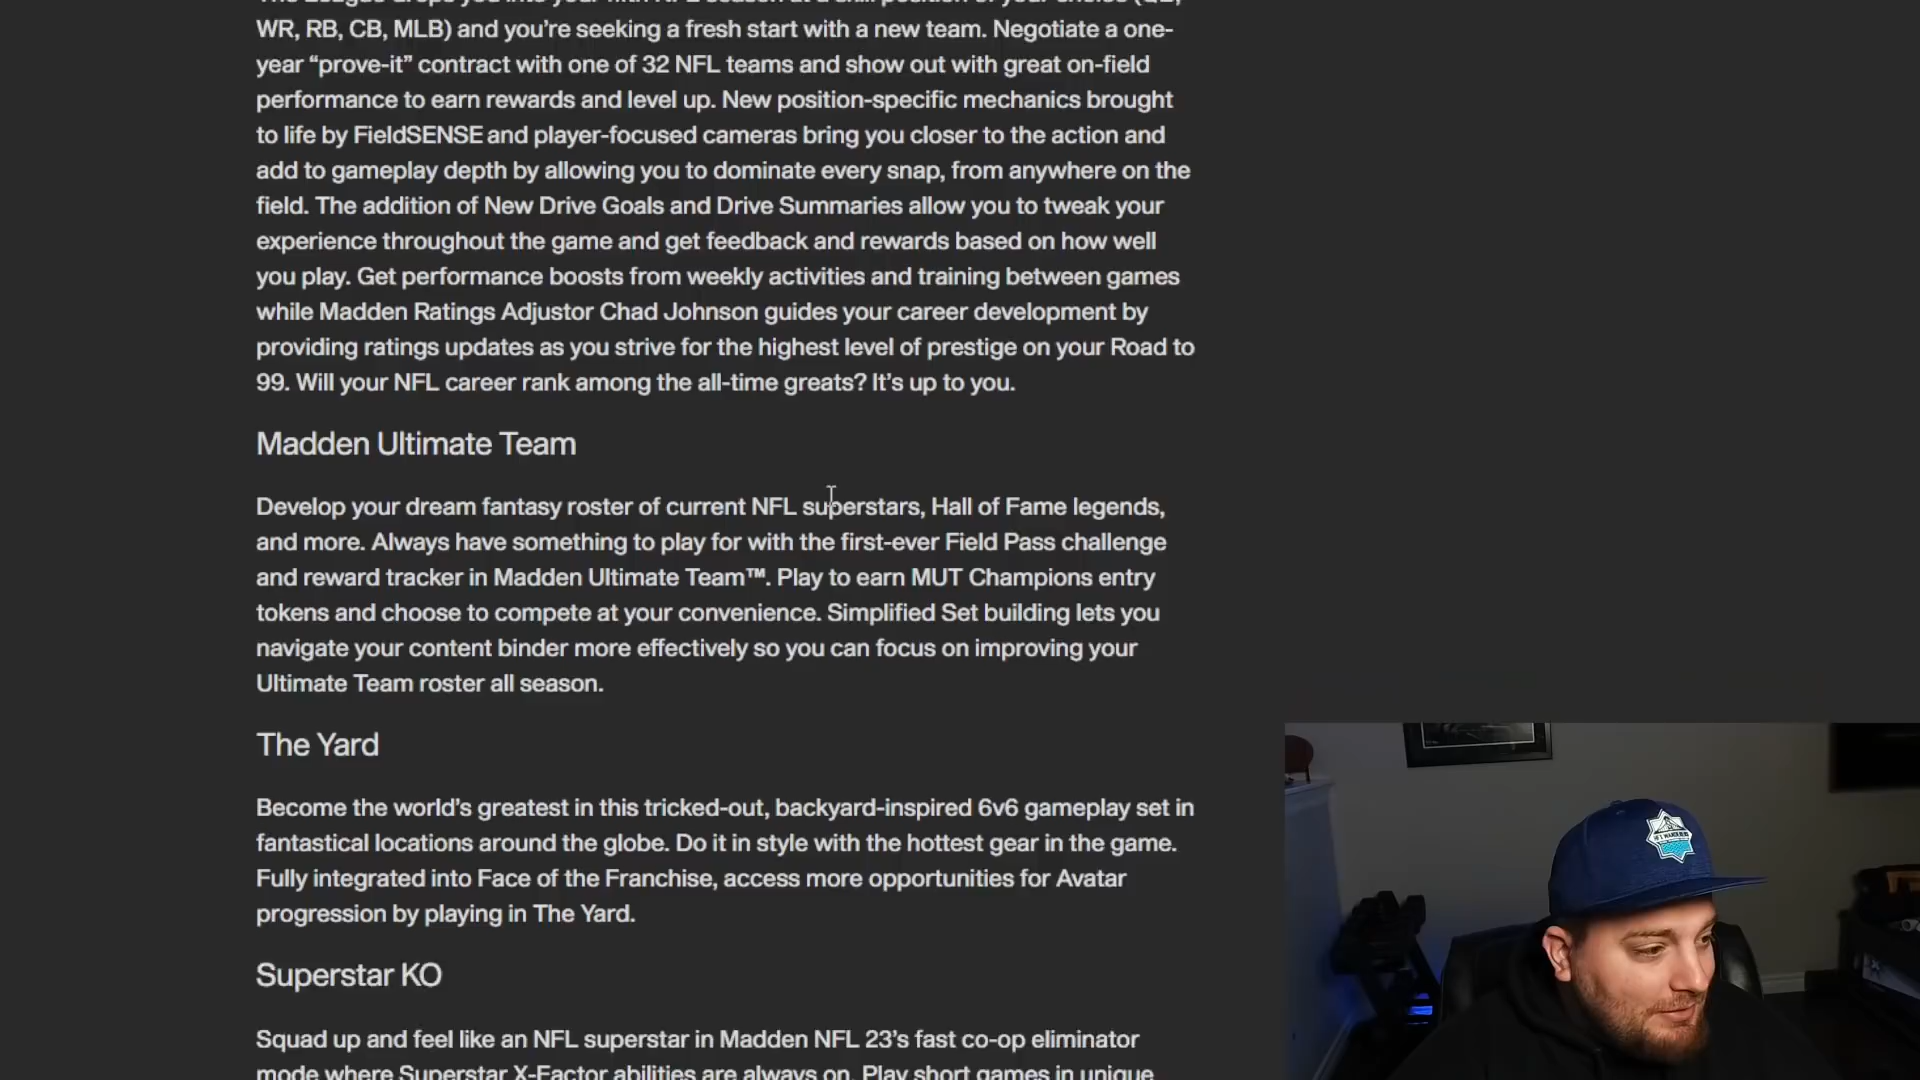 WR, RB, CB, MLB) and you’re seeking a fresh start with a new team. Negotiate a one-
year “prove-it” contract with one of 32 NFL teams and show out with great on-field
performance to earn rewards and level up. New position-specific mechanics brought
to life by FieldSENSE and player-focused cameras bring you closer to the action and
add to gameplay depth by allowing you to dominate every snap, from anywhere on the
field. The addition of New Drive Goals and Drive Summaries allow you to tweak your
experience throughout the game and get feedback and rewards based on how well
you play. Get performance boosts from weekly activities and training between games
while Madden Ratings Adjustor Chad Johnson guides your career development by
providing ratings updates as you strive for the highest level of prestige on your Road to
99. Will your NFL career rank among the all-time greats? It’s up to you.
Madden Ultimate Team
Develop your dream fantasy roster of current NFL superstars, Hall of Fame legends,
and more. Always have something to play for with the first-ever Field Pass challenge
and reward tracker in Madden Ultimate Team™. Play to earn MUT Champions entry
tokens and choose to compete at your convenience. Simplified Set building lets you
navigate your content binder more effectively so you can focus on improving your
Ultimate Team roster all season.
The Yard
Become the world’s greatest in this tricked-out, backyard-inspired 6v6 gameplay set in
fantastical locations around the globe. Do it in style with the hottest gear in the game.
Fully integrated into Face of the Franchise, access more opportunities for Avatar
progression by playing in The Yard.
Superstar KO
Squad up and feel like an NFL superstar in Madden NFL 23’s fast co-op eliminator
mode where Superstar X-Factor abilities are always on. Play short games in unique